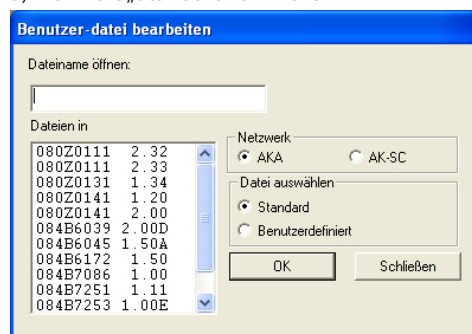 Benutzer-datei bearbeiten
Dateiname öffnen:
Dateien in
080Z0111 2.32
080Z0111 2.33
080Z0131 1.34
080Z0141 1.20
080Z0141 2.00
084B6039 2.00D
084B6045 1.50A
084B6172 1.50
084B7086 1.00
084B7251 1.11
084B7253 1.00E
Netzwerk
AKA
AK-SC
Datei auswählen
Standard
Benutzerdefiniert
OK
Schließen